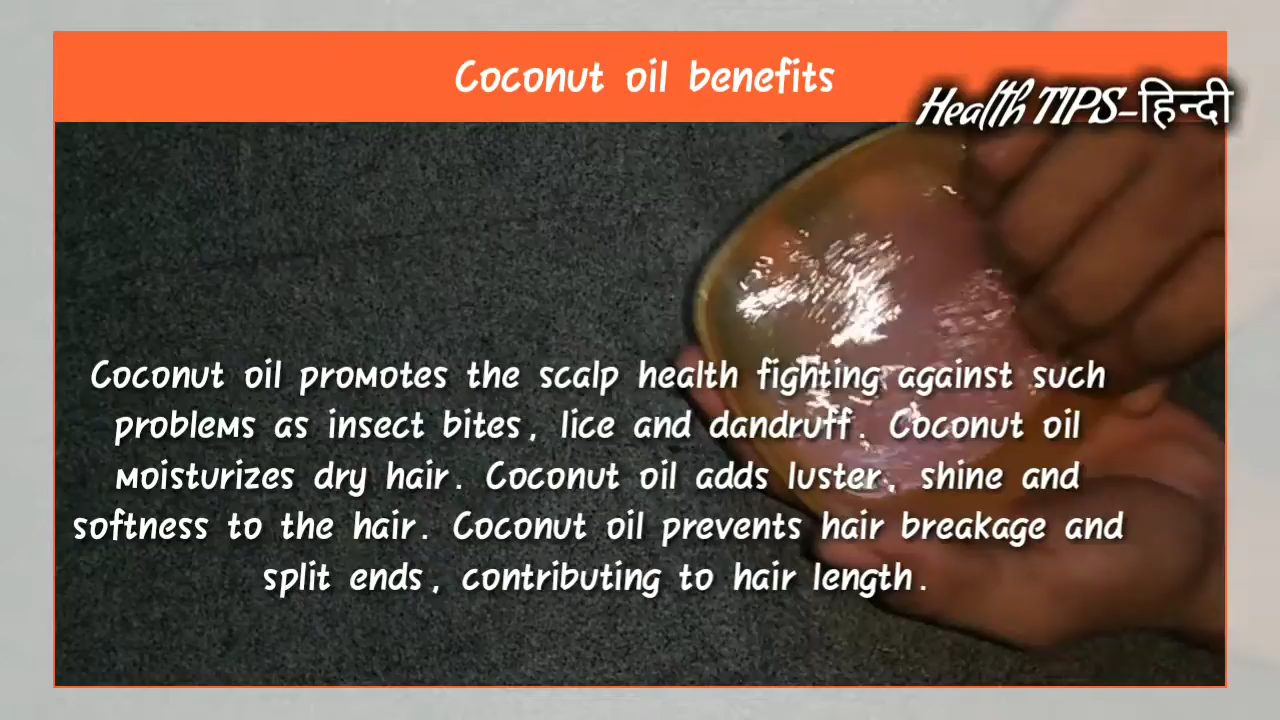 Coconut oil benefits
Health TIPS-हिन्दी
Coconut oil promotes the scalp health fighting against such
problems as insect bites, lice and dandruff. Coconut oil
moisturizes dry hair. Coconut oil adds luster, shine and
softness to the hair. Coconut oil prevents hair breakage and
split ends, contributing to hair length.